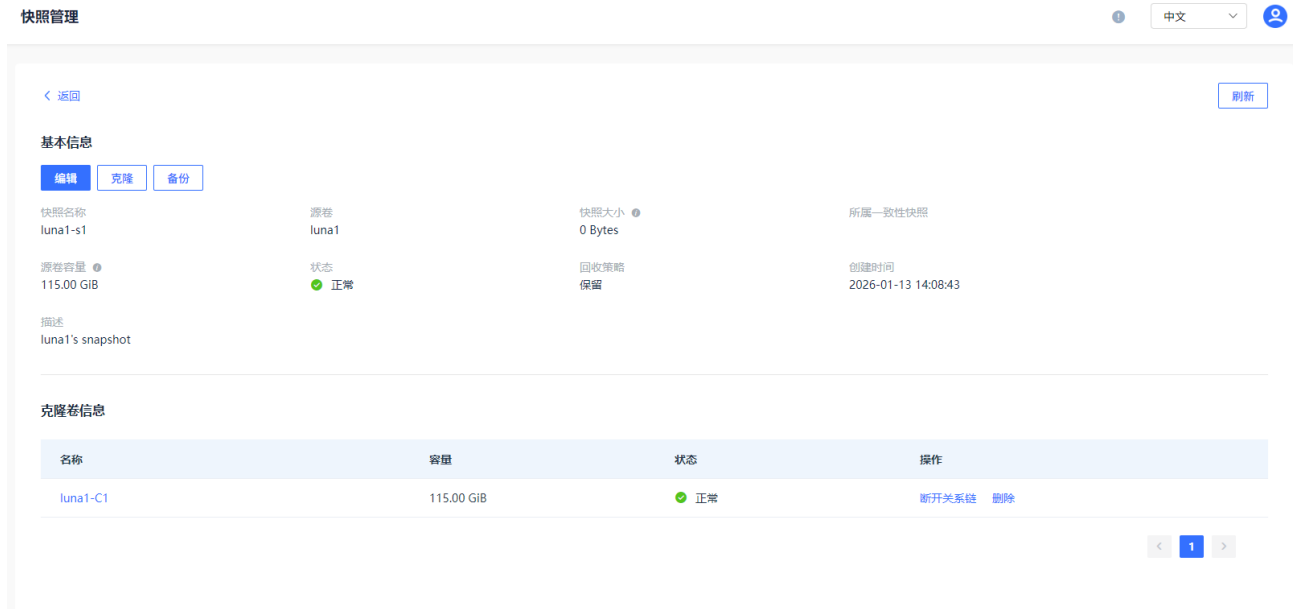 快照管理
中文
返回
刷新
基本信息
编辑 克隆 备份
快照名称 源卷 快照大小 所属一致性快照
luna1-s1 luna1 0 Bytes
源卷容量 状态 回收策略 创建时间
115.00 GiB 正常 保留 2026-01-13 14:08:43
描述
luna1's snapshot
克隆卷信息
名称 容量 状态 操作
luna1-C1 115.00 GiB 正常 断开关系链 删除
1